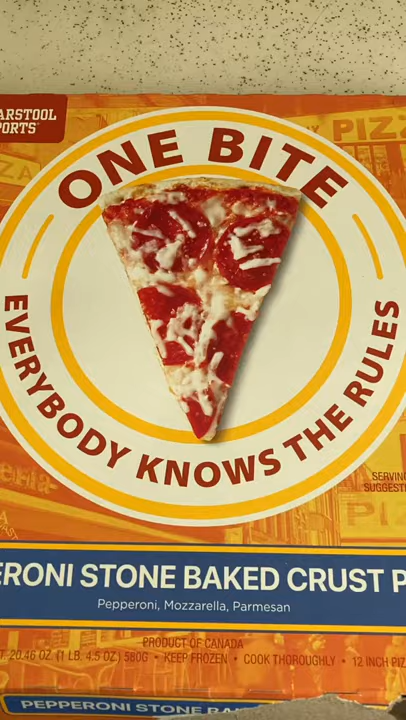 ARSTOOL
PORTS
PIZZ
ZA
ONE BITE
EVERYBODY KNOWS THE RULES
SERVING
SUGGESTI
PIZ
ERONI STONE BAKED CRUST P
Pepperoni, Mozzarella, Parmesan
PRODUCT OF CANADA
T. 20.46 OZ. (1 LB. 4.5 OZ.) 580G • KEEP FROZEN • COOK THOROUGHLY • 12 INCH PIZ
PEPPERONI STONE BA